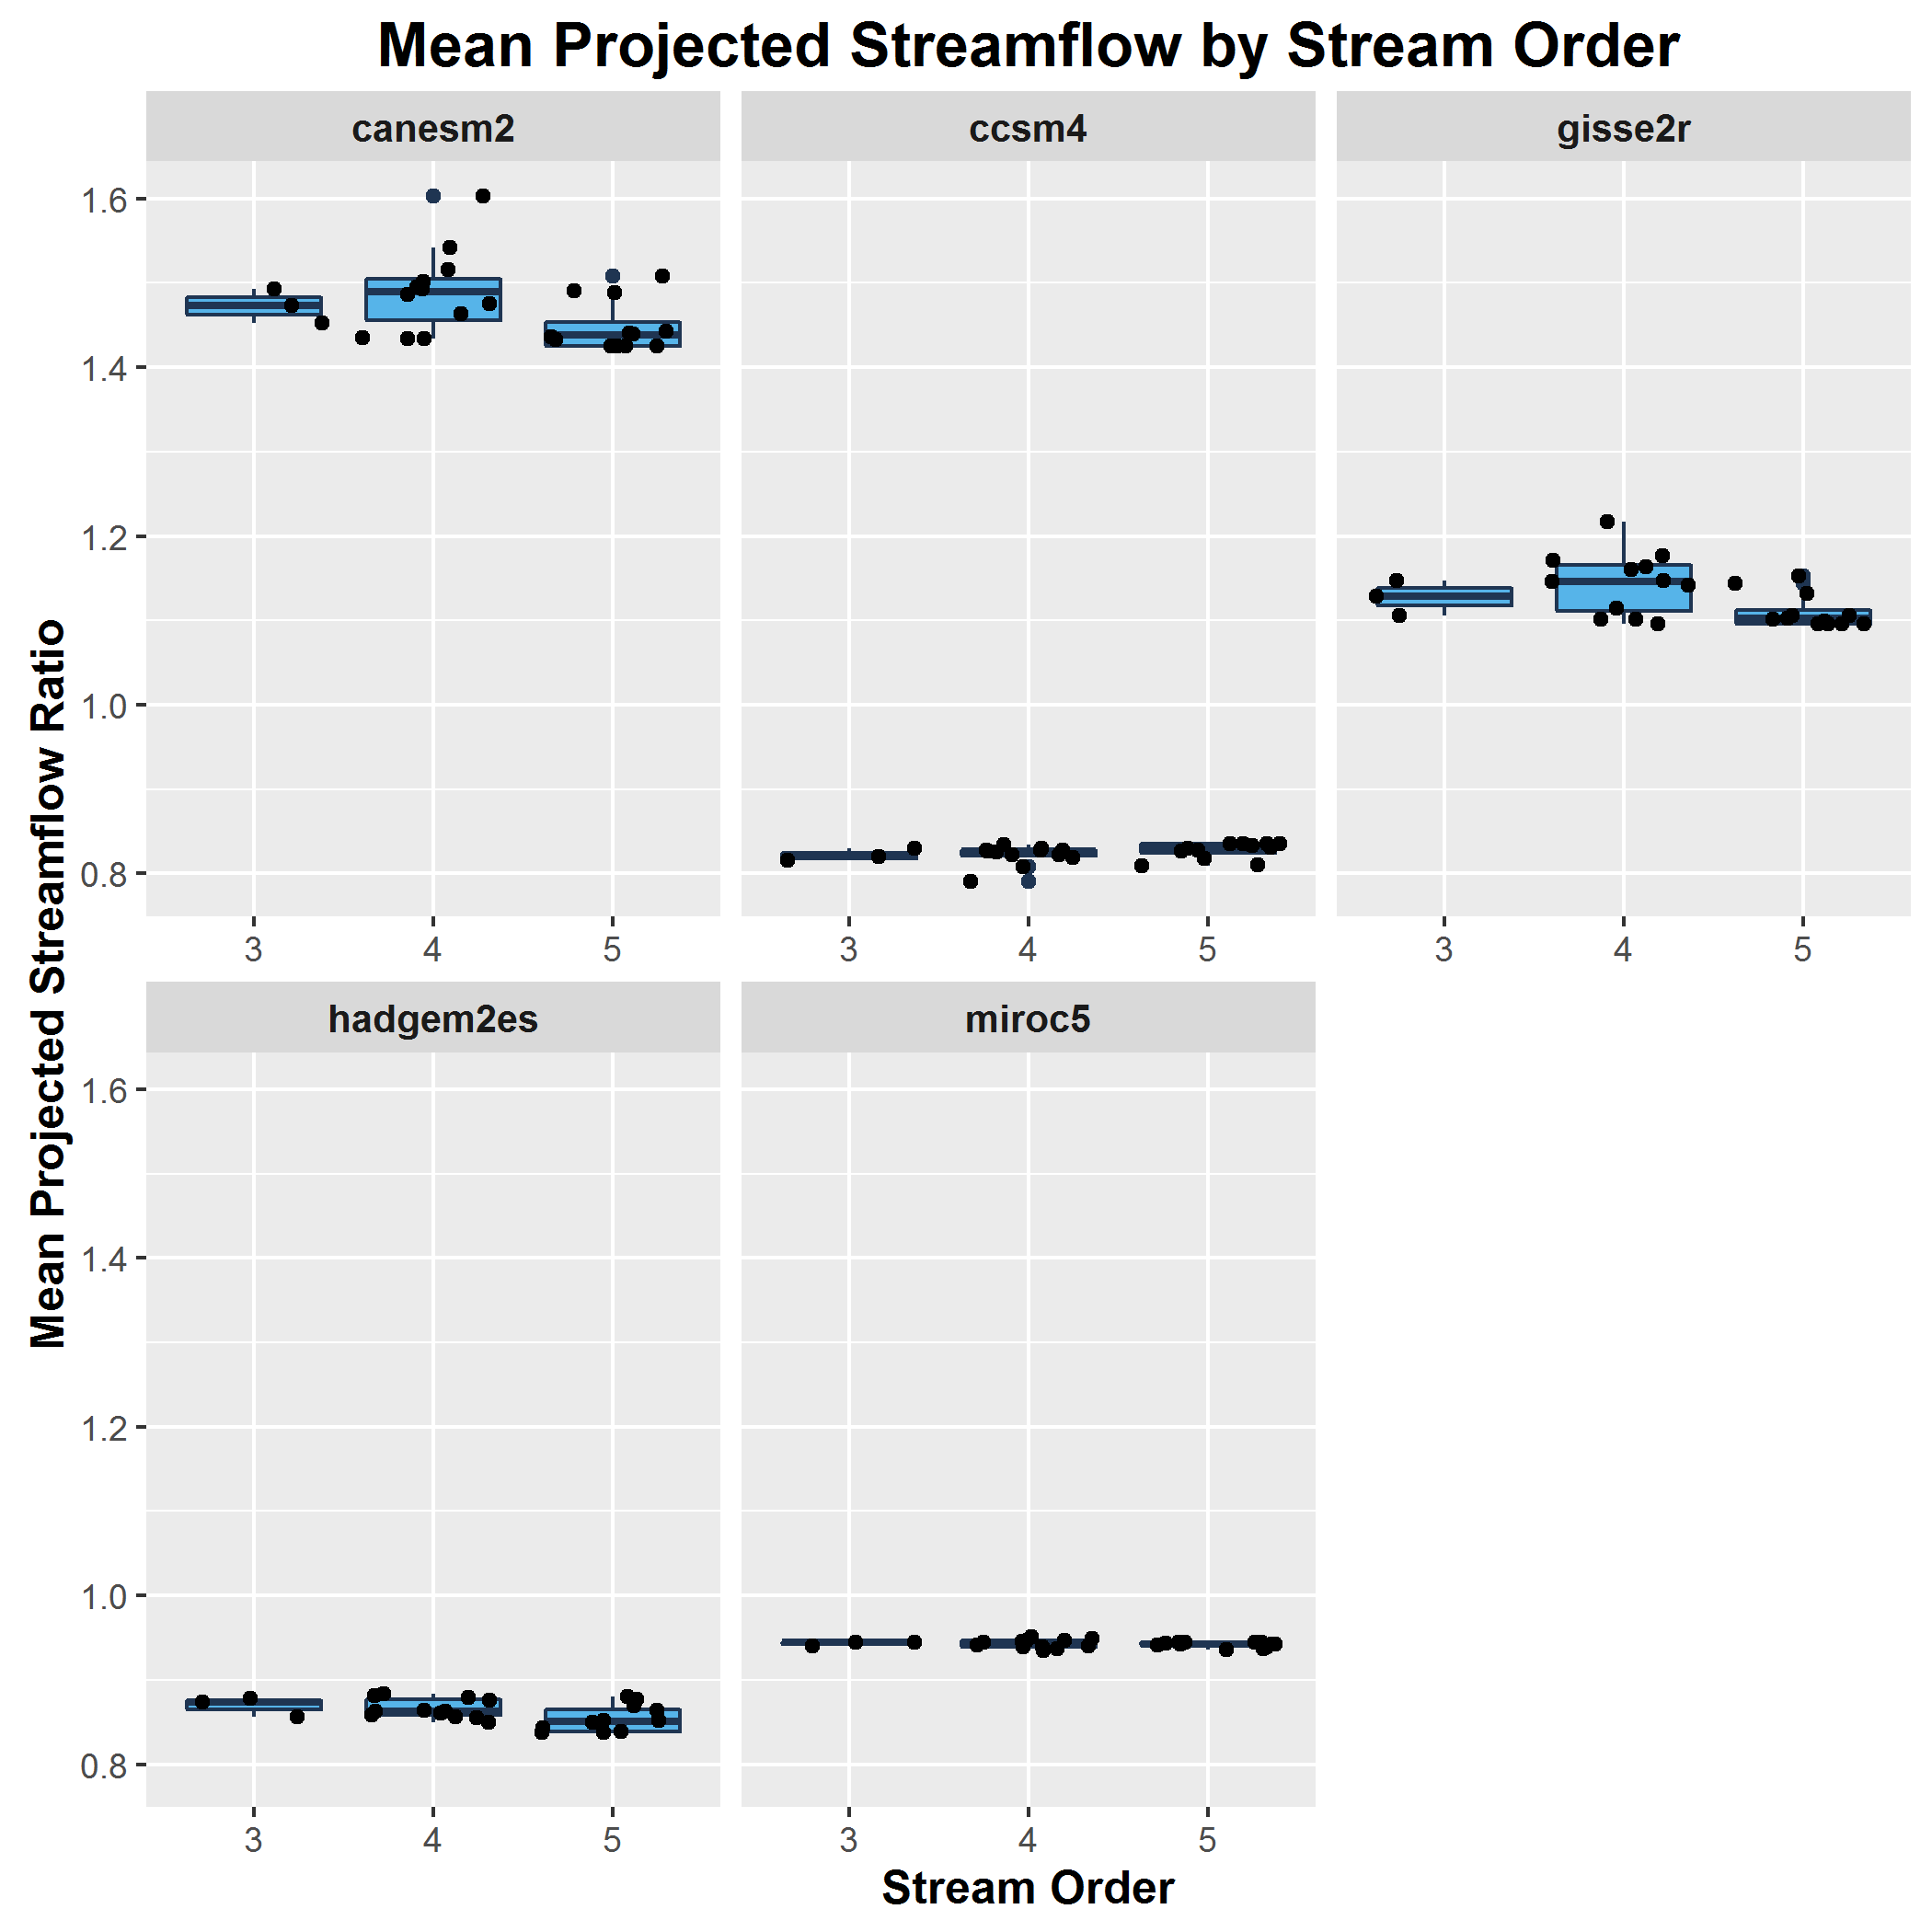 Mean Projected Streamflow by Stream Order
canesm2 ccsm4 gisse2r
1.6
1.4
1.2
1.0
0.8
3 4 5 3 4 5 3 4 5
hadgem2es miroc5
1.6
1.4
1.2
1.0
0.8
3 4 5 3 4 5
Mean Projected Streamflow Ratio
Stream Order